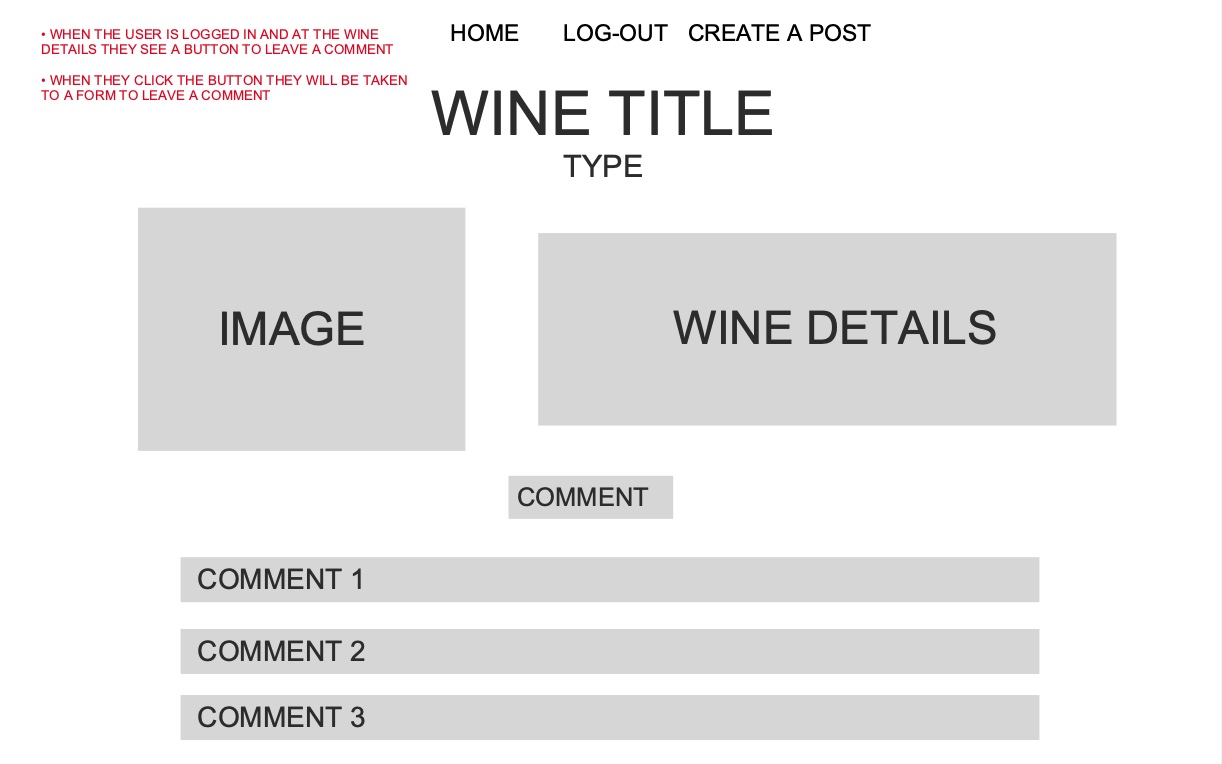 • WHEN THE USER IS LOGGED IN AND AT THE WINE
DETAILS THEY SEE A BUTTON TO LEAVE A COMMENT
• WHEN THEY CLICK THE BUTTON THEY WILL BE TAKEN
TO A FORM TO LEAVE A COMMENT
HOME LOG-OUT CREATE A POST
WINE TITLE
TYPE
IMAGE
WINE DETAILS
COMMENT
COMMENT 1
COMMENT 2
COMMENT 3